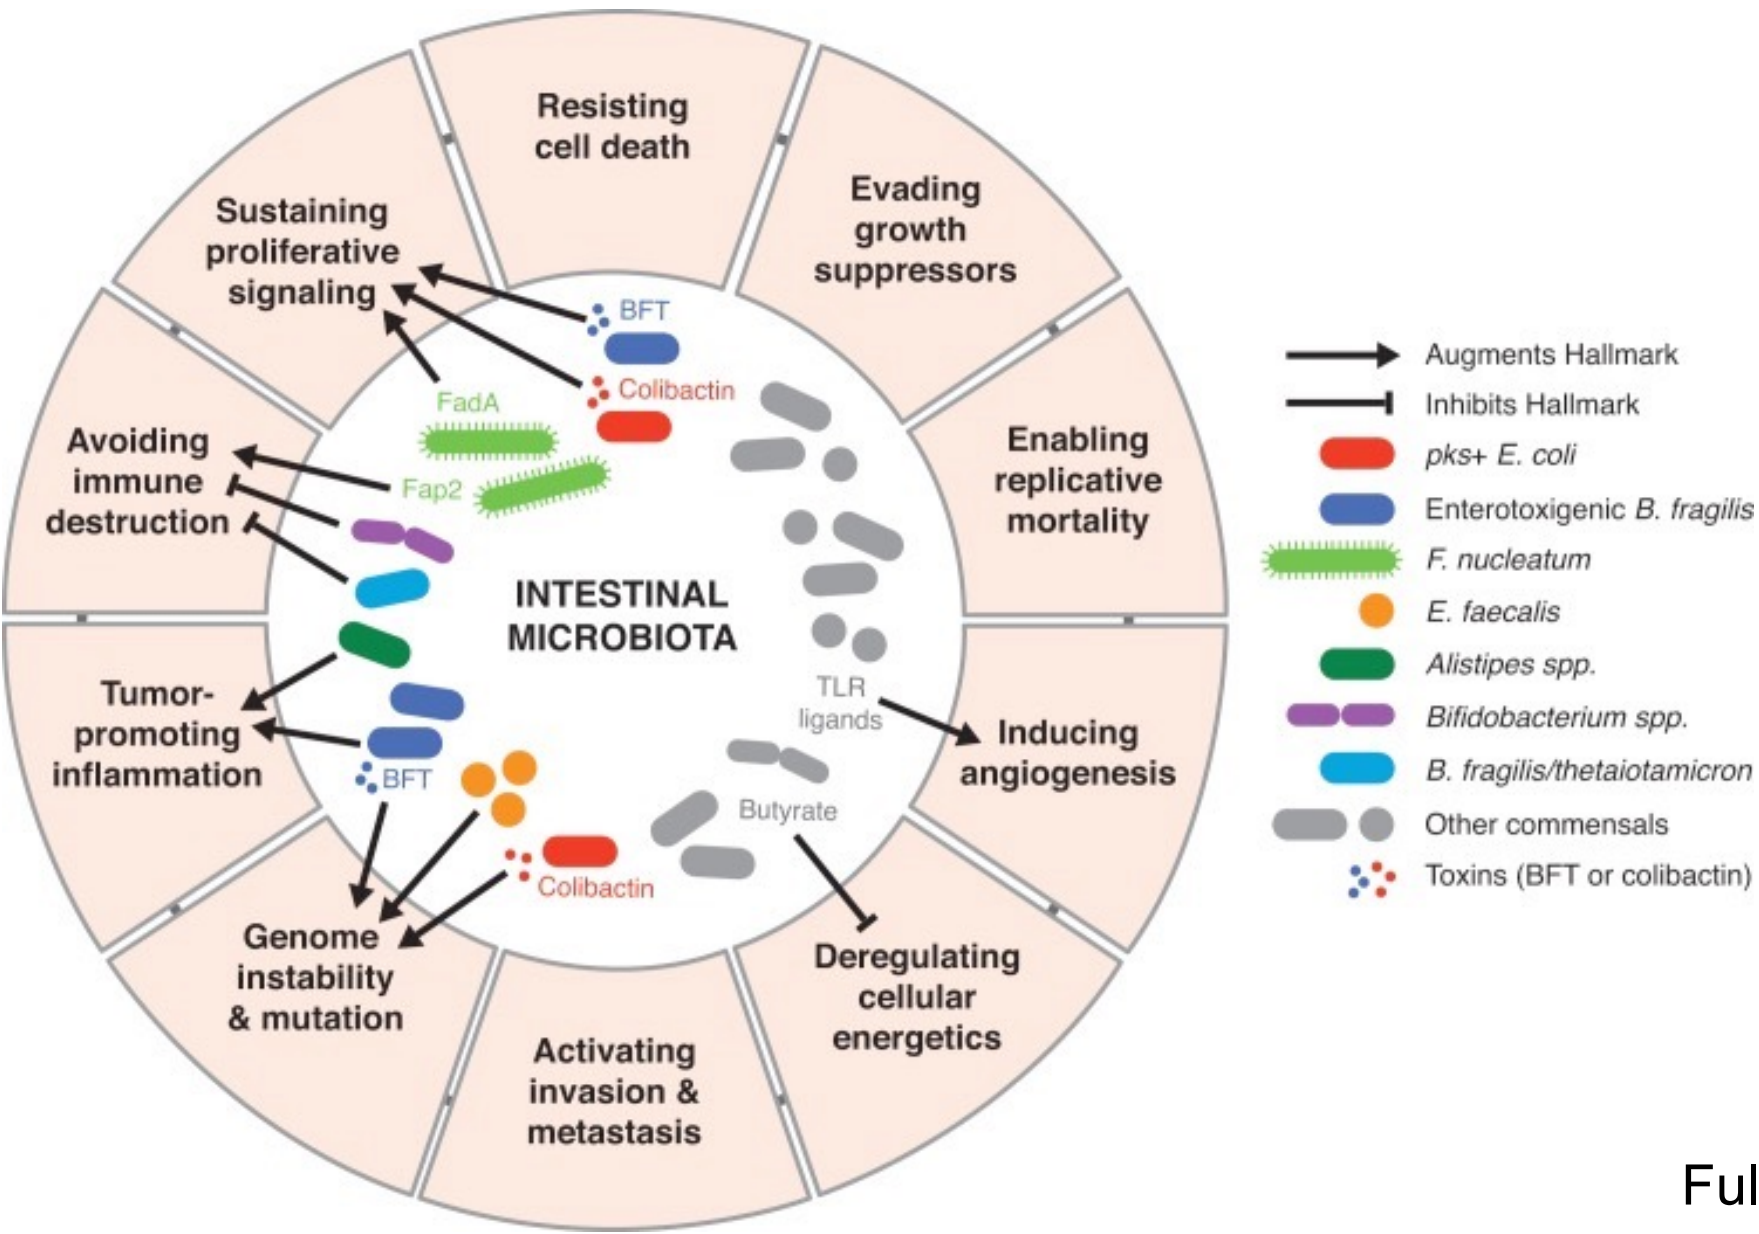 Resisting
cell death
Evading
growth
suppressors
Sustaining
proliferative
signaling
Enabling
replicative
mortality
Avoiding
immune
destruction
Tumor-
promoting
inflammation
Inducing
angiogenesis
Genome
instability
& mutation
Activating
invasion &
metastasis
Deregulating
cellular
energetics
BFT
Colibactin
FadA
Fap2
INTESTINAL
MICROBIOTA
TLR
ligands
BFT
Butyrate
Colibactin
Augments Hallmark
Inhibits Hallmark
pks+ E. coli
Enterotoxigenic B. fragilis
F. nucleatum
E. faecalis
Alistipes spp.
Bifidobacterium spp.
B. fragilis/thetaiotamicron
Other commensals
Toxins (BFT or colibactin)
Ful